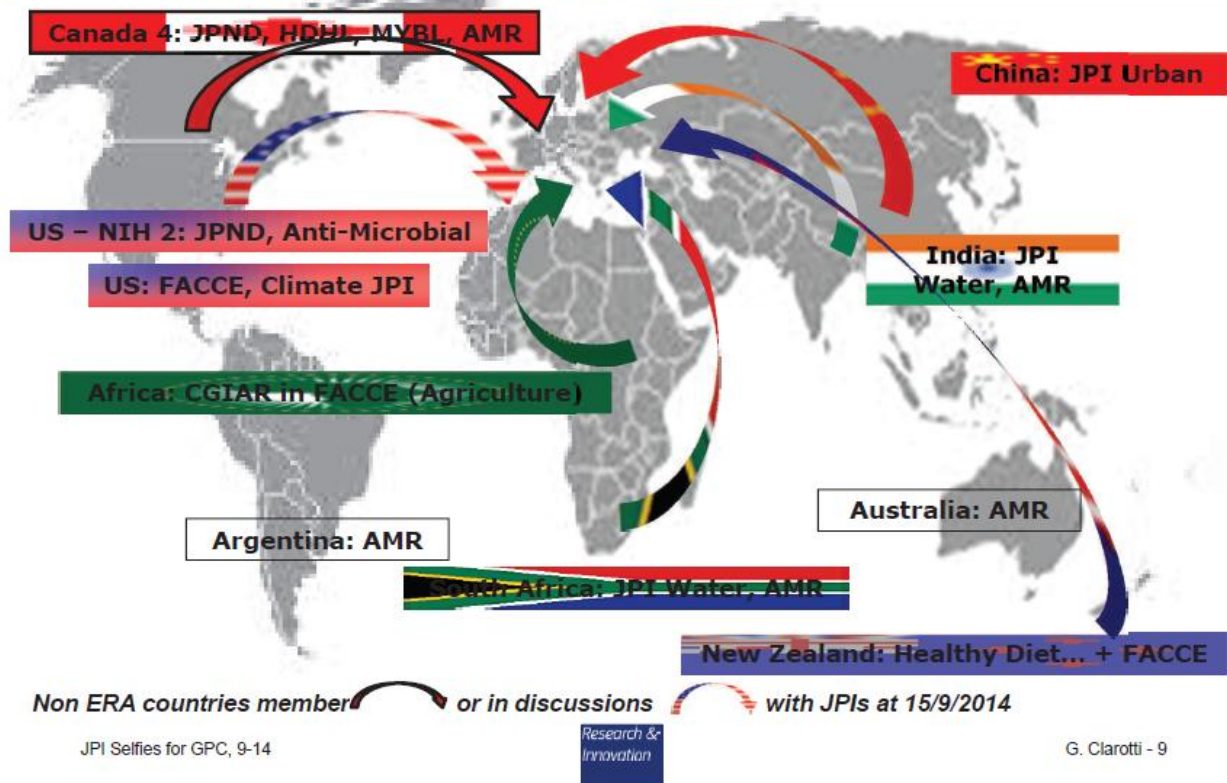 Canada 4: JPND, HDHL, MYBL, AMR
China: JPI Urban
US – NIH 2: JPND, Anti-Microbial
US: FACCE, Climate JPI
India: JPI
Water, AMR
Africa: CGIAR in FACCE (Agriculture)
Argentina: AMR
Australia: AMR
South Africa: JPI Water, AMR
New Zealand: Healthy Diet... + FACCE
Non ERA countries member or in discussions with JPIs at 15/9/2014
JPI Selfies for GPC, 9-14
Research &
Innovation
G. Clarotti - 9